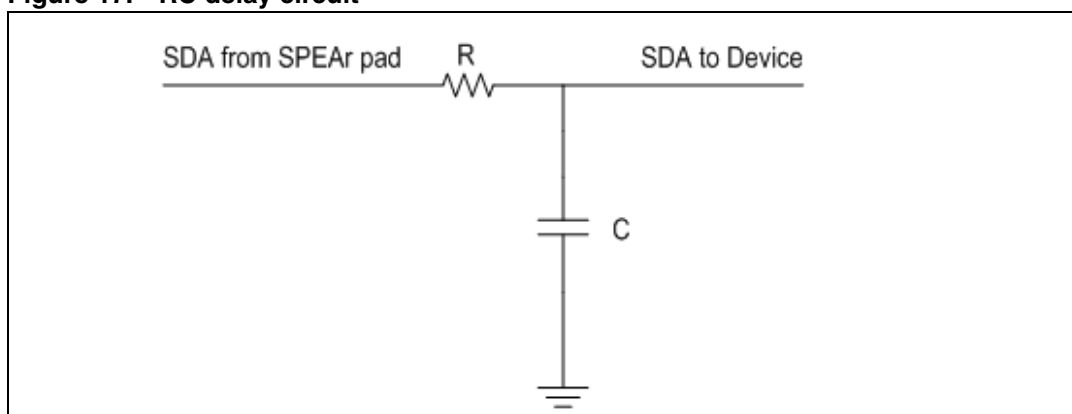 Figure 17. RC delay circuit
SDA from SPEAr pad
R
SDA to Device
C